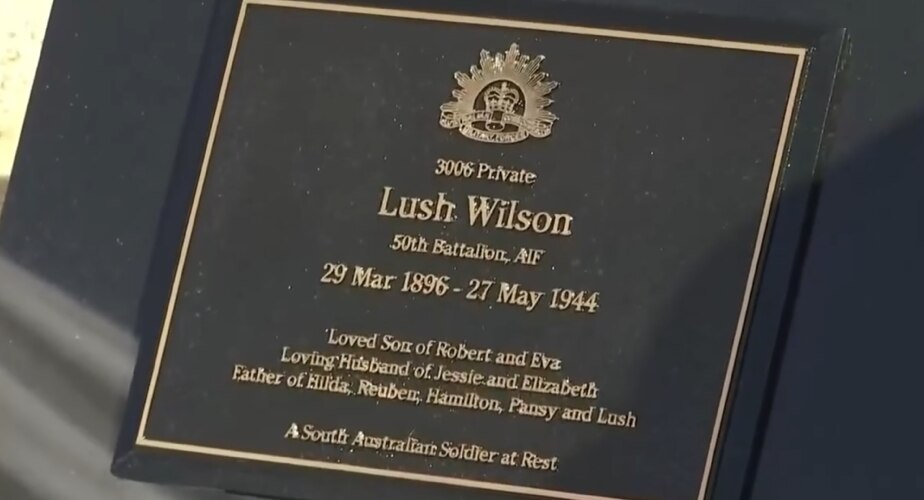 3006 Private
Lush Wilson
50th Battalion, AIF
29 Mar 1896 - 27 May 1944
Loved Son of Robert and Eva
Loving Husband of Jessie and Elizabeth
Father of Hilda, Reuben, Hamilton, Pansy and Lush
A South Australian Soldier at Rest